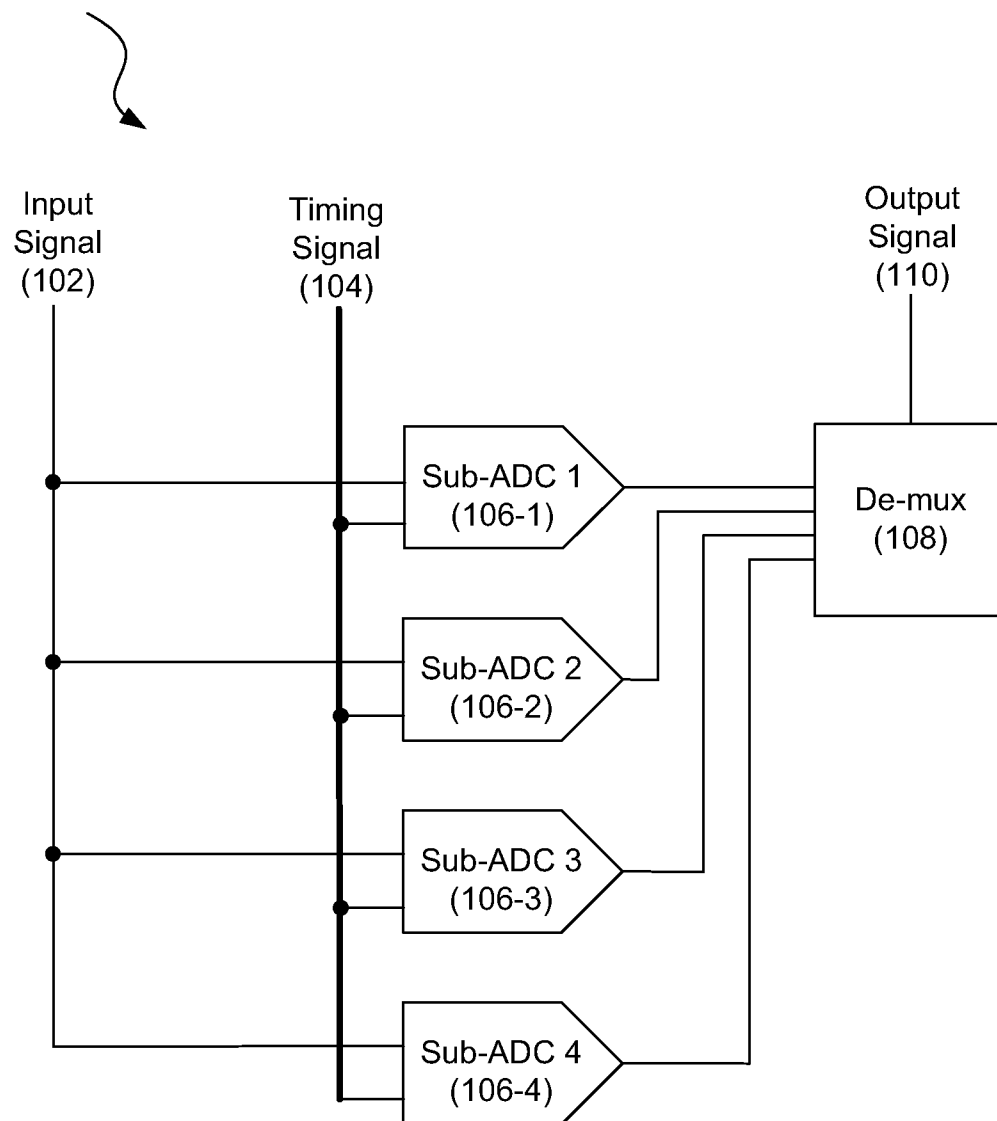 Input
Signal
(102)
Timing
Signal
(104)
Output
Signal
(110)
Sub-ADC 1
(106-1)
De-mux
(108)
Sub-ADC 2
(106-2)
Sub-ADC 3
(106-3)
Sub-ADC 4
(106-4)